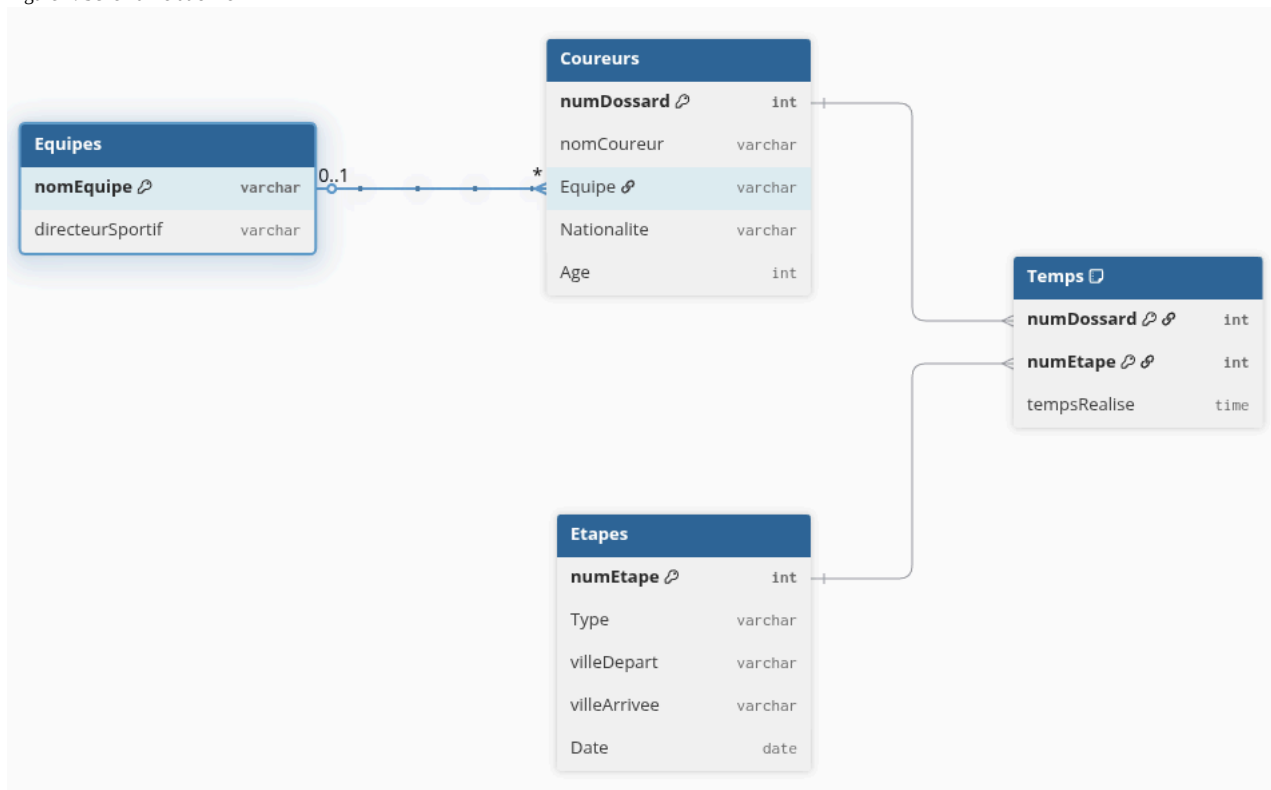 Equipes
nomEquipe varchar
directeurSportif varchar
0..1
*
Coureurs
numDossard int
nomCoureur varchar
Equipe varchar
Nationalite varchar
Age int
Temps
numDossard int
numEtape int
tempsRealise time
Etapes
numEtape int
Type varchar
villeDepart varchar
villeArrivee varchar
Date date